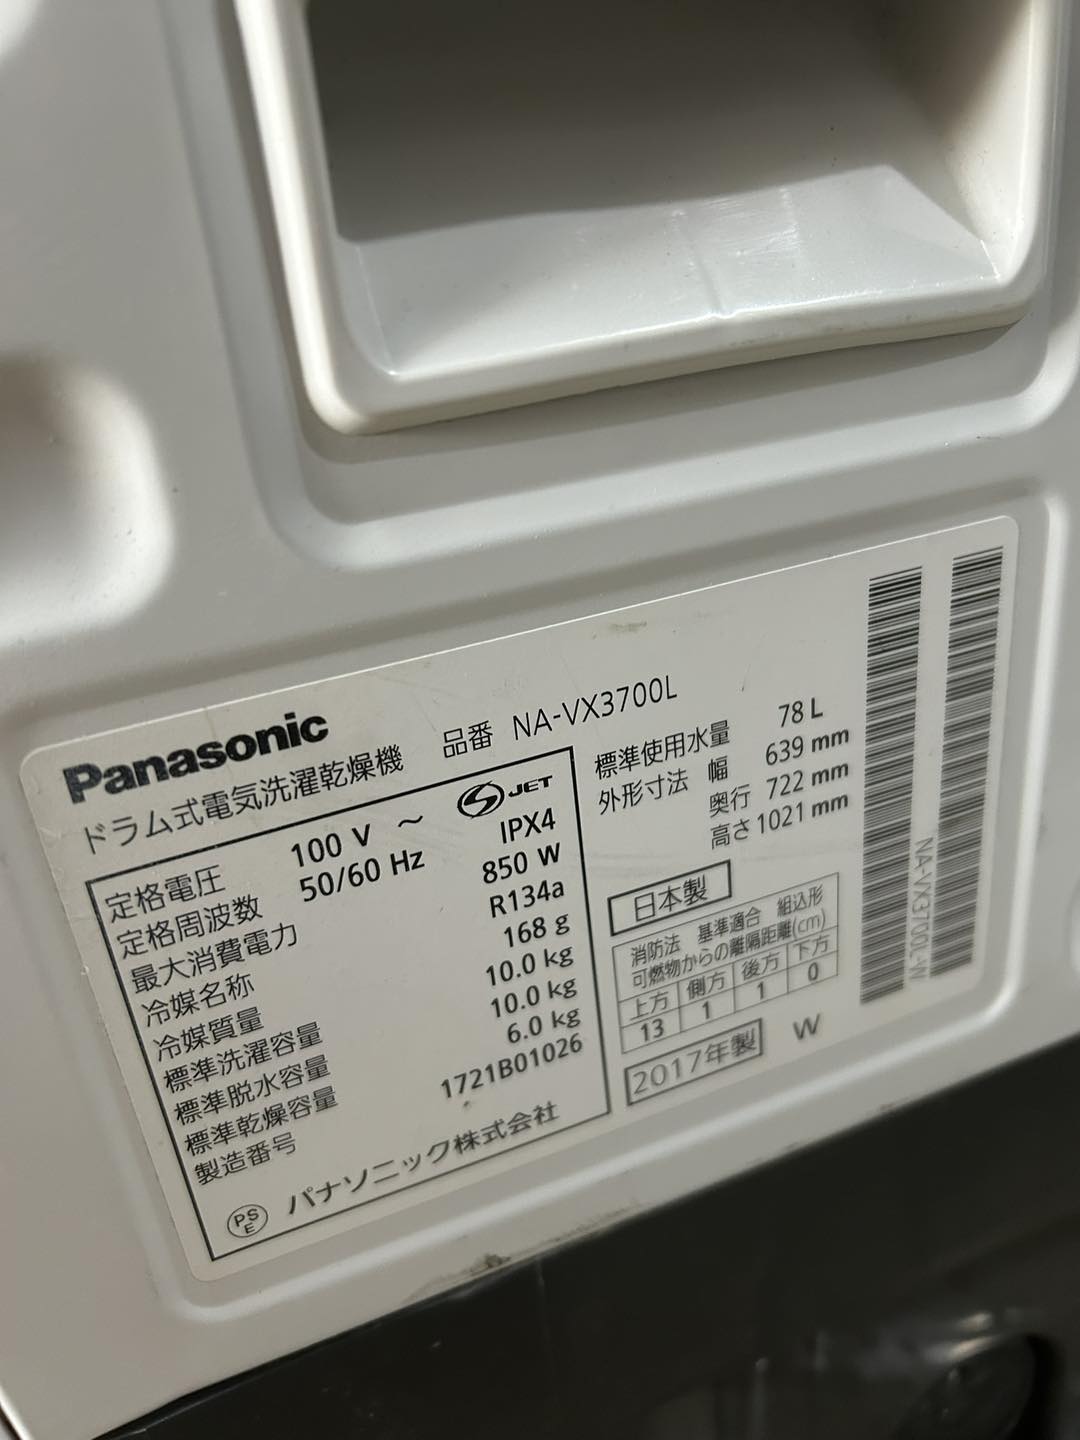 Panasonic
ドラム式電気洗濯乾燥機
品番 NA-VX3700L
定格電圧 100 V ～
定格周波数 50/60 Hz
S JET
IPX4
最大消費電力 850 W
冷媒名称 R134a
冷媒質量 168 g
標準洗濯容量 10.0 kg
標準脱水容量 10.0 kg
標準乾燥容量 6.0 kg
製造番号 1721B01026
PSE パナソニック株式会社
標準使用水量 78 L
外形寸法 幅 639 mm
奥行 722 mm
高さ 1021 mm
日本製
消防法 基準適合 組込形
可燃物からの離隔距離(cm)
上方 側方 後方 下方
13 1 1 0
2017年製 W
NA-VX3700L-W